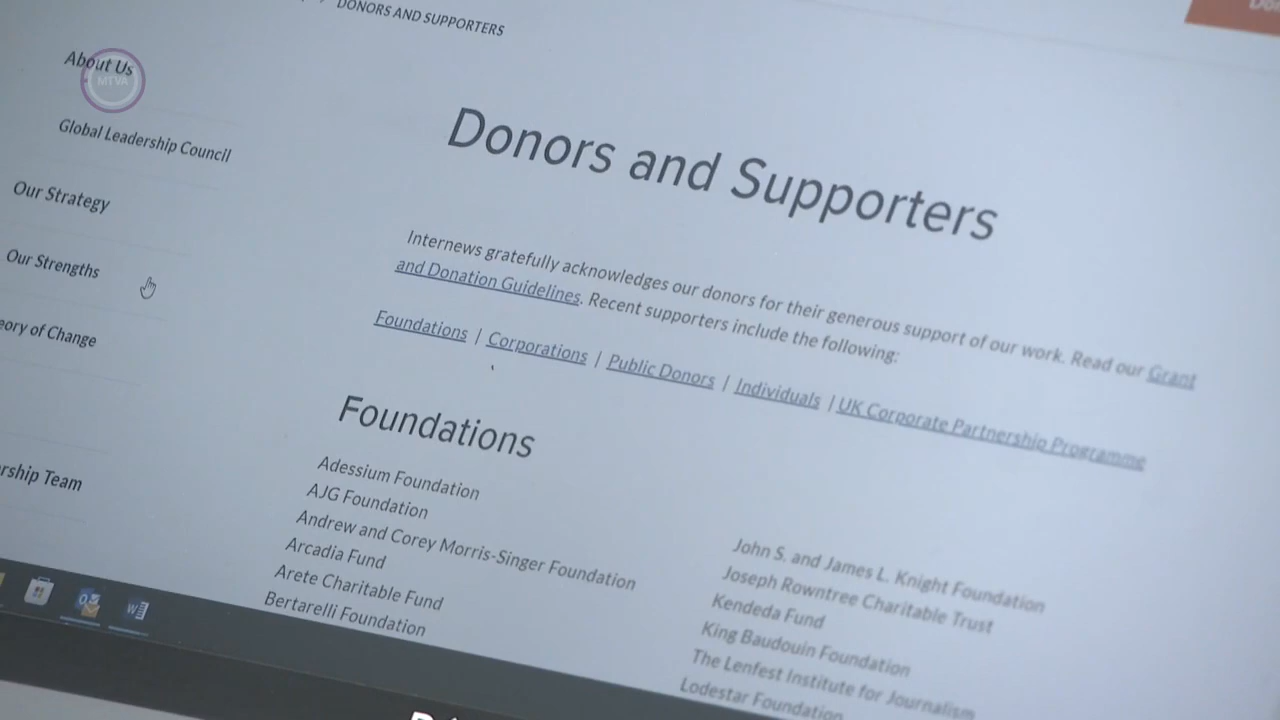 DONORS AND SUPPORTERS
About Us
MTVA
Global Leadership Council
Our Strategy
Our Strengths
eory of Change
rship Team
Donors and Supporters
Internews gratefully acknowledges our donors for their generous support of our work. Read our Grant
and Donation Guidelines. Recent supporters include the following:
Foundations | Corporations | Public Donors | Individuals | UK Corporate Partnership Programme
Foundations
Adessium Foundation
AJG Foundation
Andrew and Corey Morris-Singer Foundation
Arcadia Fund
Arete Charitable Fund
Bertarelli Foundation
John S. and James L. Knight Foundation
Joseph Rowntree Charitable Trust
Kendeda Fund
King Baudouin Foundation
The Lenfest Institute for Journalism
Lodestar Foundation